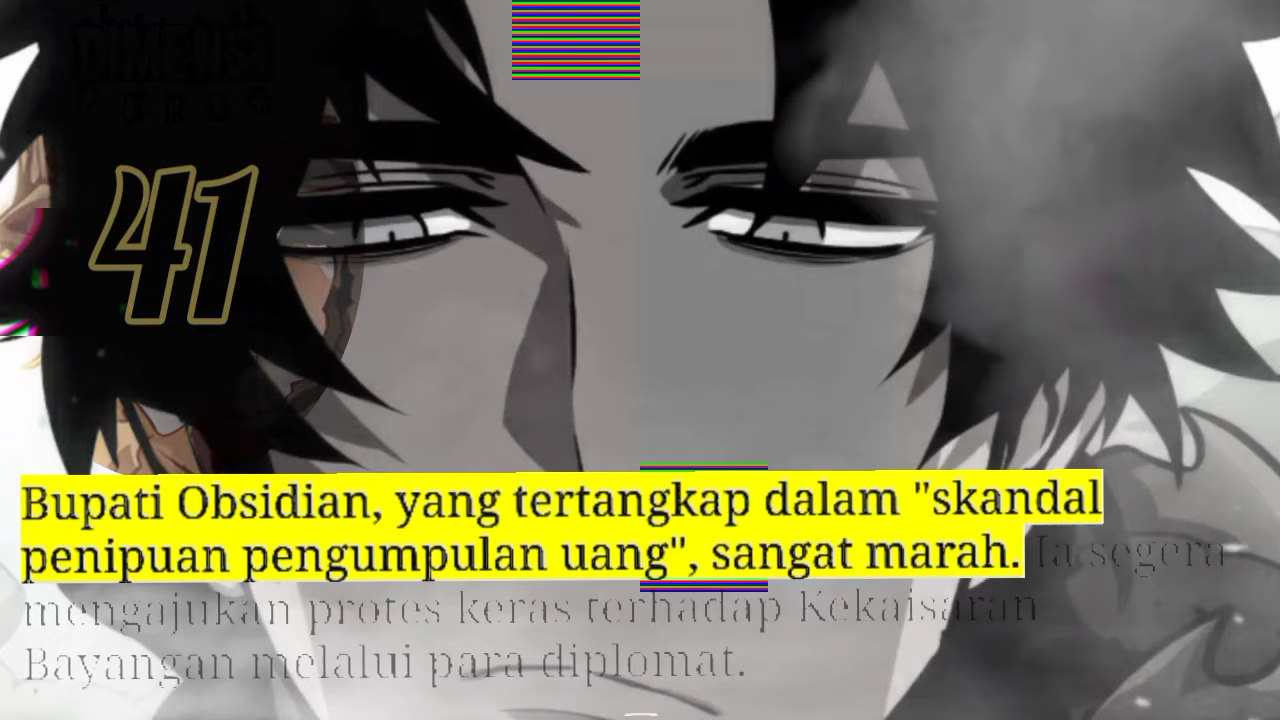 DIMENS
41
Bupati Obsidian, yang tertangkap dalam "skandal
penipuan pengumpulan uang", sangat marah. Ia segera
mengajukan protes keras terhadap Kekaisaran
Bayangan melalui para diplomat.